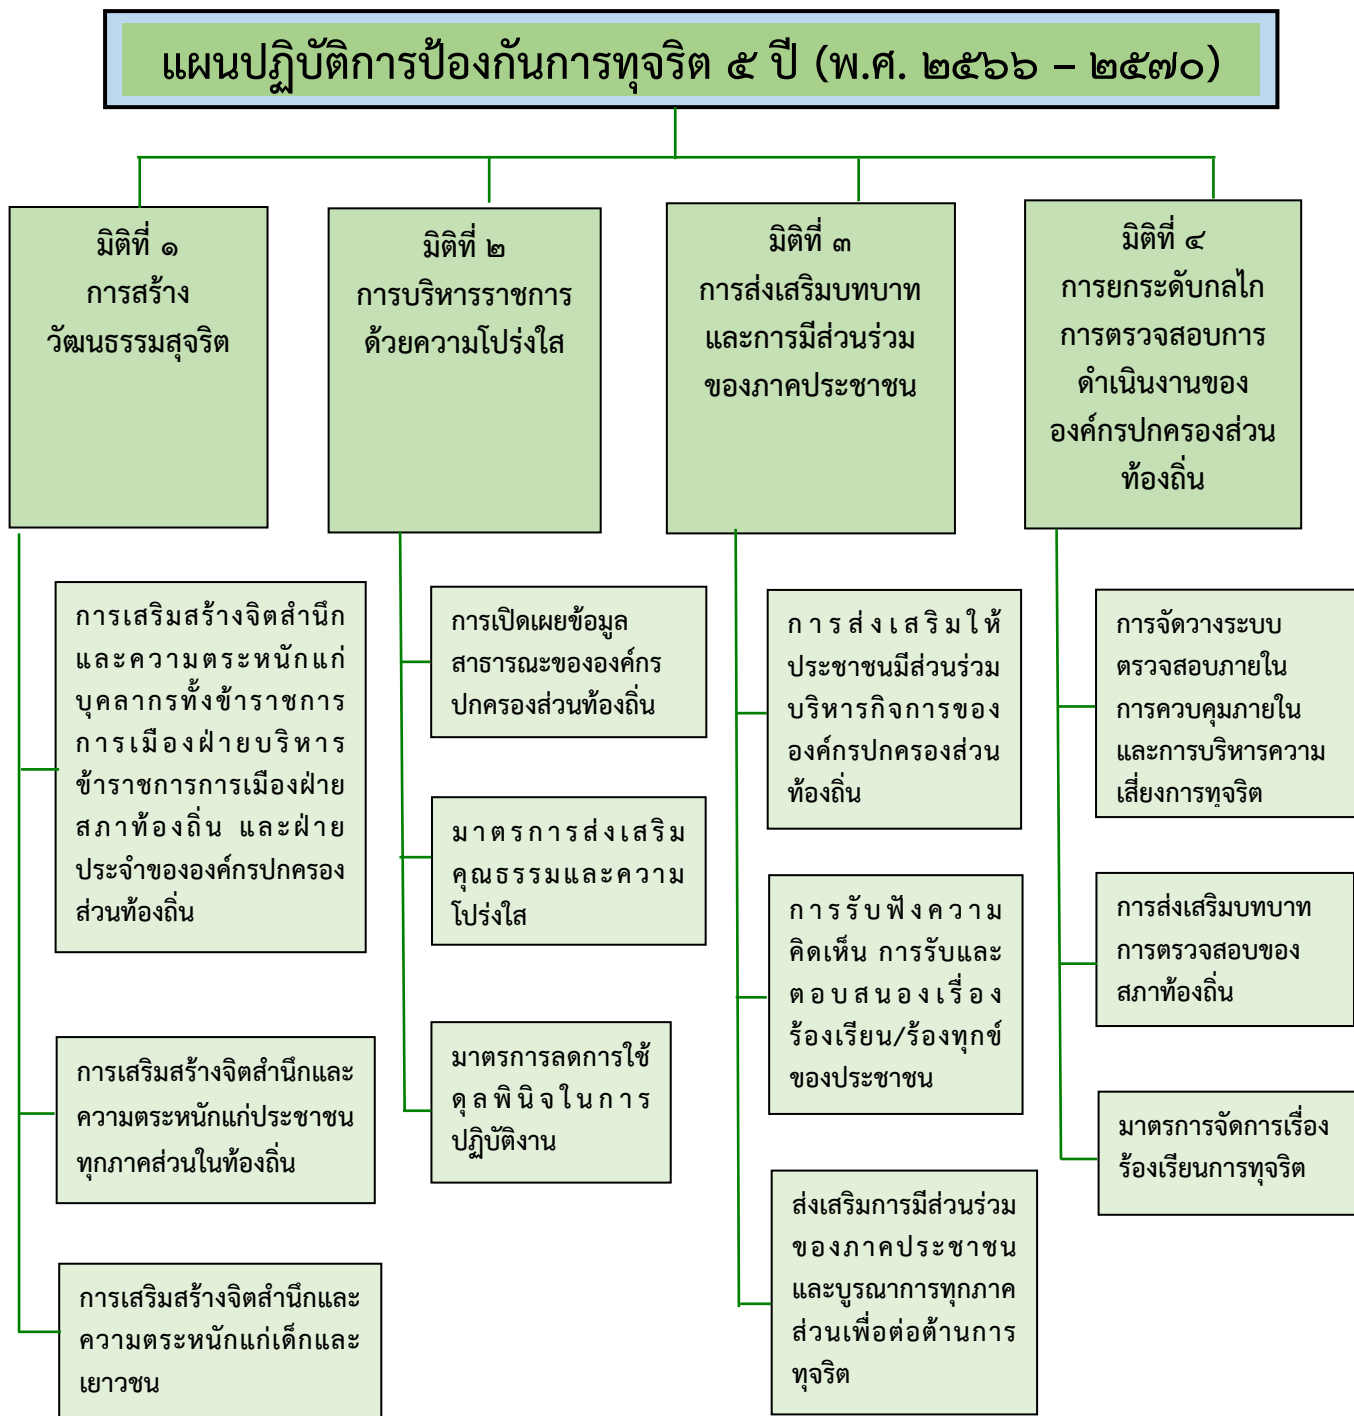 แผนปฏิบัติการป้องกันการทุจริต ๕ ปี (พ.ศ. ๒๕๖๖ – ๒๕๗๐)
มิติที่ ๑
การสร้าง
วัฒนธรรมสุจริต
มิติที่ ๒
การบริหารราชการ
ด้วยความโปร่งใส
มิติที่ ๓
การส่งเสริมบทบาท
และการมีส่วนร่วม
ของภาคประชาชน
มิติที่ ๔
การยกระดับกลไก
การตรวจสอบการ
ดำเนินงานของ
องค์กรปกครองส่วน
ท้องถิ่น
การเสริมสร้างจิตสำนึก
และความตระหนักแก่
บุคลากรทั้งข้าราชการ
การเมืองฝ่ายบริหาร
ข้าราชการการเมืองฝ่าย
สภาท้องถิ่น และฝ่าย
ประจำขององค์กรปกครอง
ส่วนท้องถิ่น
การเสริมสร้างจิตสำนึกและ
ความตระหนักแก่ประชาชน
ทุกภาคส่วนในท้องถิ่น
การเสริมสร้างจิตสำนึกและ
ความตระหนักแก่เด็กและ
เยาวชน
การเปิดเผยข้อมูล
สาธารณะขององค์กร
ปกครองส่วนท้องถิ่น
มาตรการส่งเสริม
คุณธรรมและความ
โปร่งใส
มาตรการลดการใช้
ดุลพินิจในการ
ปฏิบัติงาน
การส่งเสริมให้
ประชาชนมีส่วนร่วม
บริหารกิจการของ
องค์กรปกครองส่วน
ท้องถิ่น
การรับฟังความ
คิดเห็น การรับและ
ตอบสนองเรื่อง
ร้องเรียน/ร้องทุกข์
ของประชาชน
ส่งเสริมการมีส่วนร่วม
ของภาคประชาชน
และบูรณาการทุกภาค
ส่วนเพื่อต่อต้านการ
ทุจริต
การจัดวางระบบ
ตรวจสอบภายใน
การควบคุมภายใน
และการบริหารความ
เสี่ยงการทุจริต
การส่งเสริมบทบาท
การตรวจสอบของ
สภาท้องถิ่น
มาตรการจัดการเรื่อง
ร้องเรียนการทุจริต